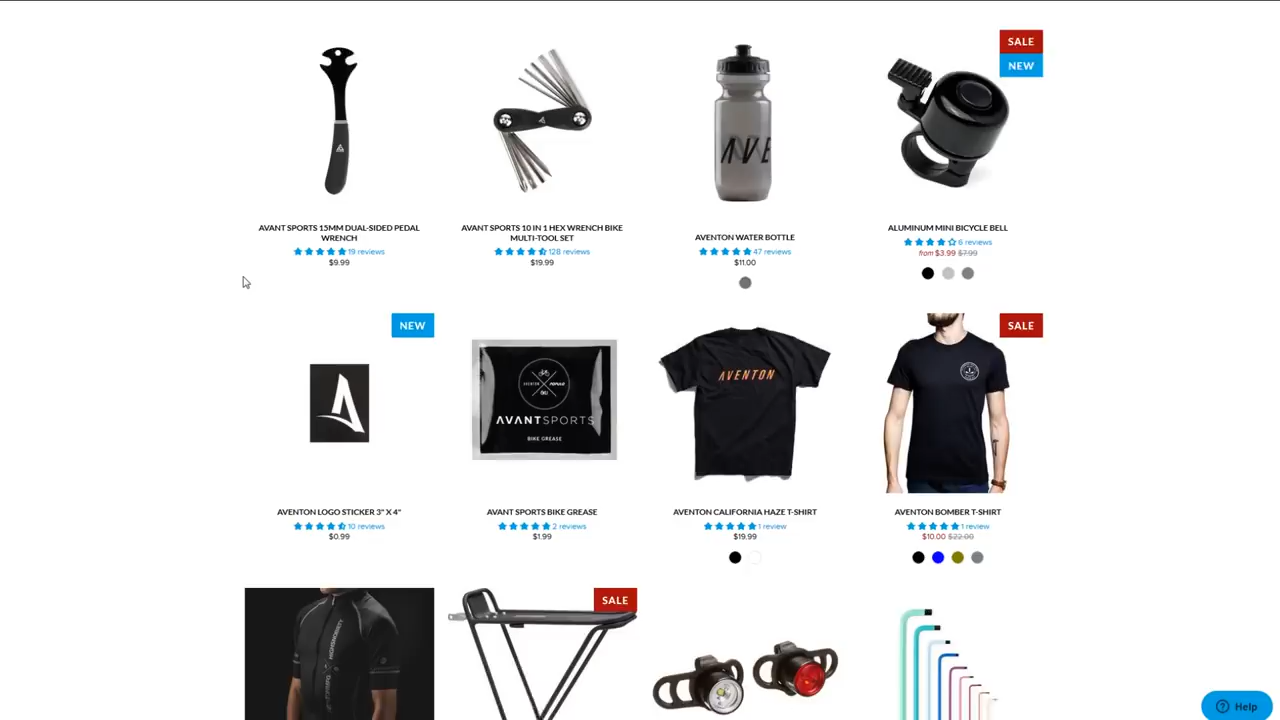 SALE
NEW
AVE
AVANT SPORTS 15MM DUAL-SIDED PEDAL
WRENCH
19 reviews
$9.99
AVANT SPORTS 10 IN 1 HEX WRENCH BIKE
MULTI-TOOL SET
128 reviews
$19.99
AVENTON WATER BOTTLE
47 reviews
$11.00
ALUMINUM MINI BICYCLE BELL
6 reviews
from $3.99 $7.99
NEW
SALE
AVENTON
AVANTSPORTS
BIKE GREASE
AVENTON
AVENTON LOGO STICKER 3" X 4"
10 reviews
$0.99
AVANT SPORTS BIKE GREASE
2 reviews
$1.99
AVENTON CALIFORNIA HAZE T-SHIRT
1 review
$19.99
AVENTON BOMBER T-SHIRT
1 review
$10.00 $22.00
SALE
Help